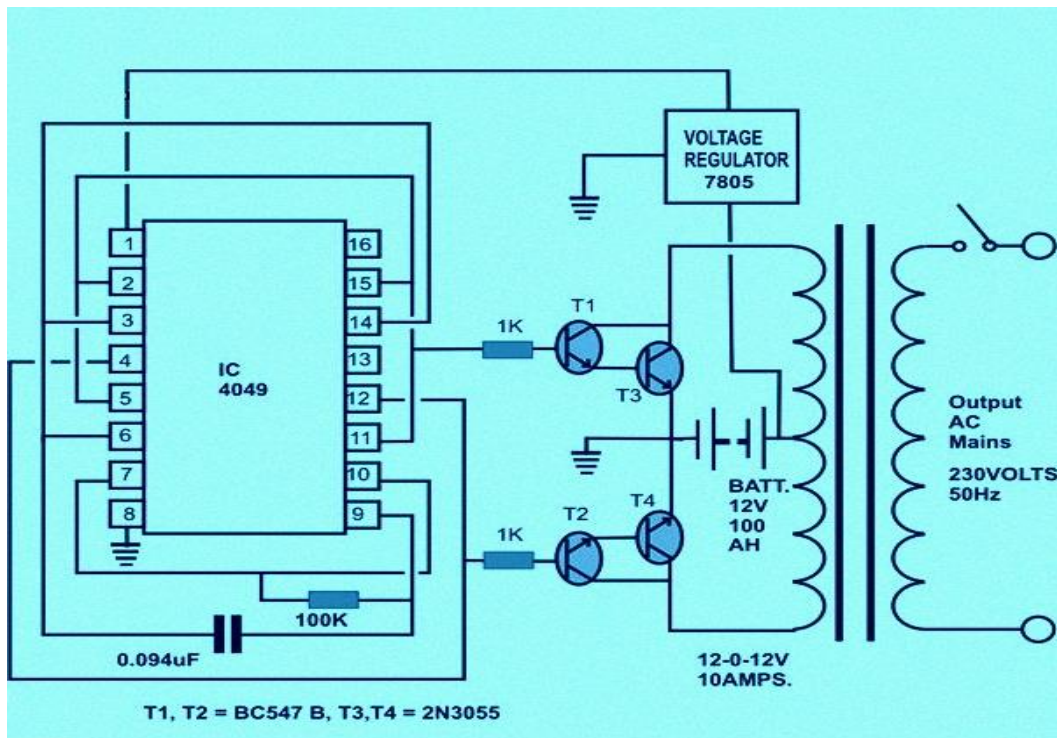 VOLTAGE
REGULATOR
7805
1
2
3
4
5
6
7
8
IC
4049
16
15
14
13
12
11
10
9
1K
T1
T3
1K
T2
T4
BATT.
12V
100
AH
Output
AC
Mains
230VOLTS
50Hz
100K
0.094uF
12-0-12V
10AMPS.
T1, T2 = BC547 B, T3,T4 = 2N3055